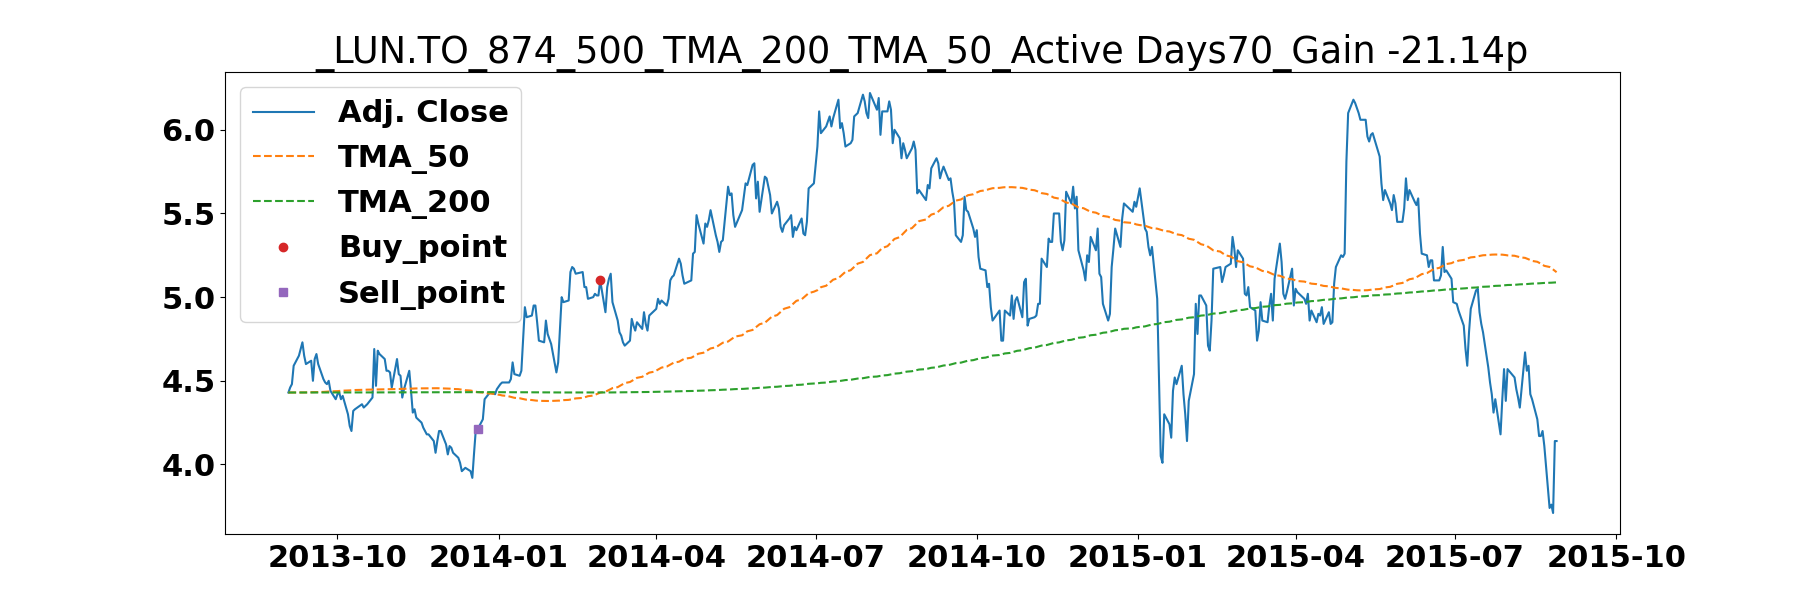 _LUN.TO_874_500_TMA_200_TMA_50_Active Days70_Gain -21.14p
Adj. Close
TMA_50
TMA_200
Buy_point
Sell_point
6.0
5.5
5.0
4.5
4.0
2013-10 2014-01 2014-04 2014-07 2014-10 2015-01 2015-04 2015-07 2015-10